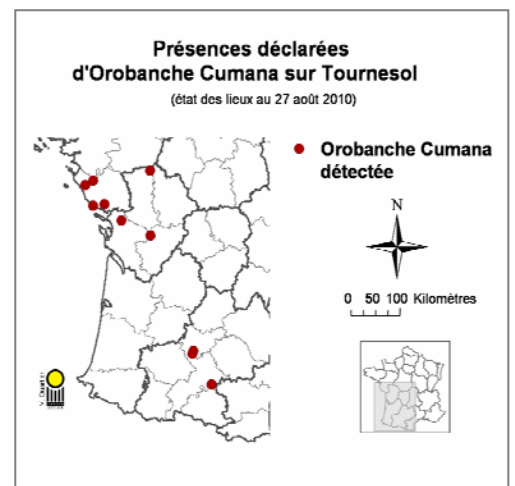 Présences déclarées
d'Orobanche Cumana sur Tournesol
(état des lieux au 27 août 2010)
Orobanche Cumana
détectée
N
0 50 100 Kilomètres